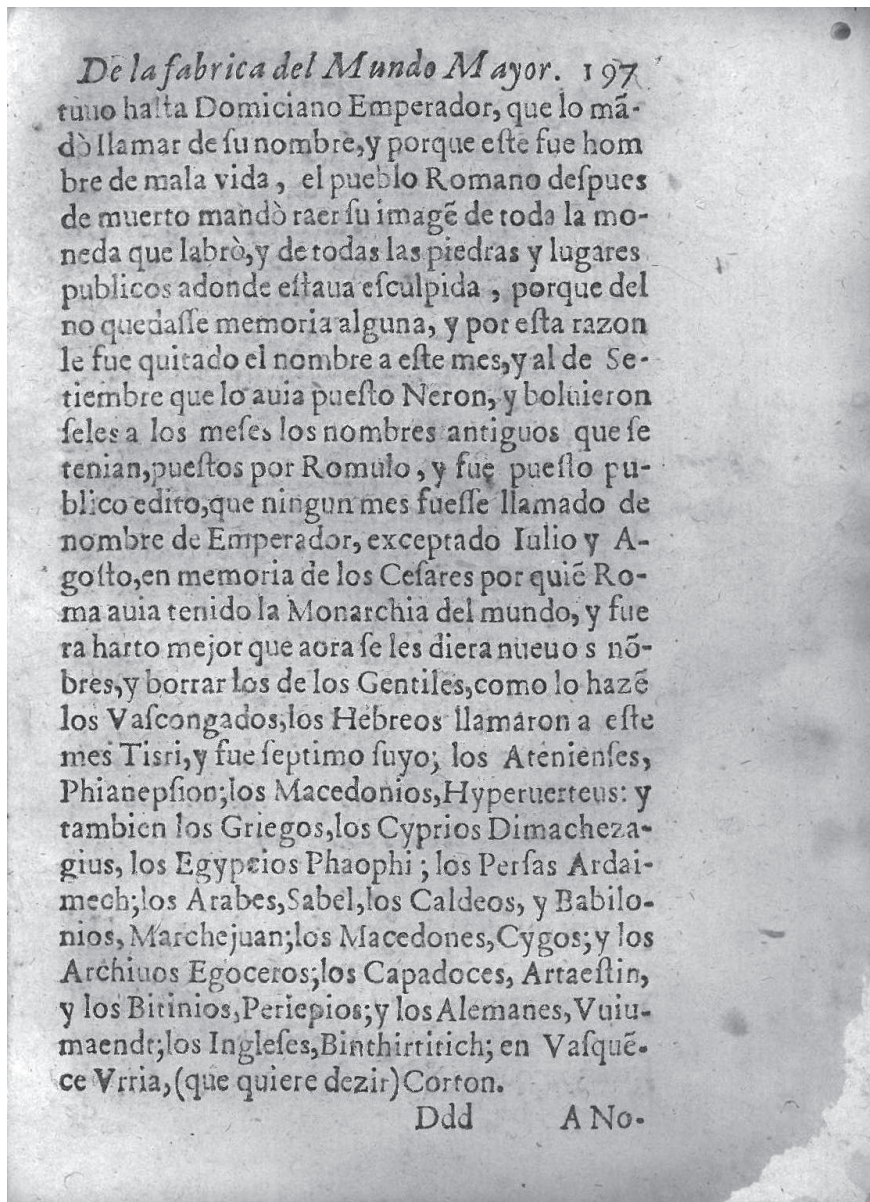 De la fabrica del Mundo Mayor. 197
tuuo haſta Domiciano Emperador, que lo mã-
dò llamar de ſu nombre, y porque eſte fue hom
bre de mala vida, el pueblo Romano deſpues
de muerto mandò raer ſu imagẽ de toda la mo-
neda que labrò, y de todas las piedras y lugares
publicos adonde eſtaua eſculpida, porque del
no quedaſſe memoria alguna, y por eſta razon
le fue quitado el nombre a eſte mes, y al de Se-
tiembre que lo auia pueſto Neron, y boluieron
ſeles a los meſes los nombres antiguos que ſe
tenian, pueſtos por Romulo, y fue pueſto pu-
blico edito, que ningun mes fueſſe llamado de
nombre de Emperador, exceptado Iulio y A-
goſto, en memoria de los Ceſares por quiẽ Ro-
ma auia tenido la Monarchia del mundo, y fue
ra harto mejor que aora ſe les diera nueuo s nõ-
bres, y borrar los de los Gentiles, como lo hazẽ
los Vaſcongados, los Hebreos llamaron a eſte
mes Tisri, y fue ſeptimo ſuyo; los Atenienſes,
Phianepſion; los Macedonios, Hyperuerteus: y
tambien los Griegos, los Cyprios Dimacheza-
gius, los Egypcios Phaophi; los Perſas Ardai-
mech; los Arabes, Sabel, los Caldeos, y Babilo-
nios, Marchejuan; los Macedones, Cygos; y los
Archiuos Egoceros; los Capadoces, Artaeſtin,
y los Bitinios, Periepios; y los Alemanes, Vuiu-
maendt; los Ingleſes, Binthirtitich; en Vaſquẽ-
ce Vrria, (que quiere dezir) Corton.
Ddd A No-